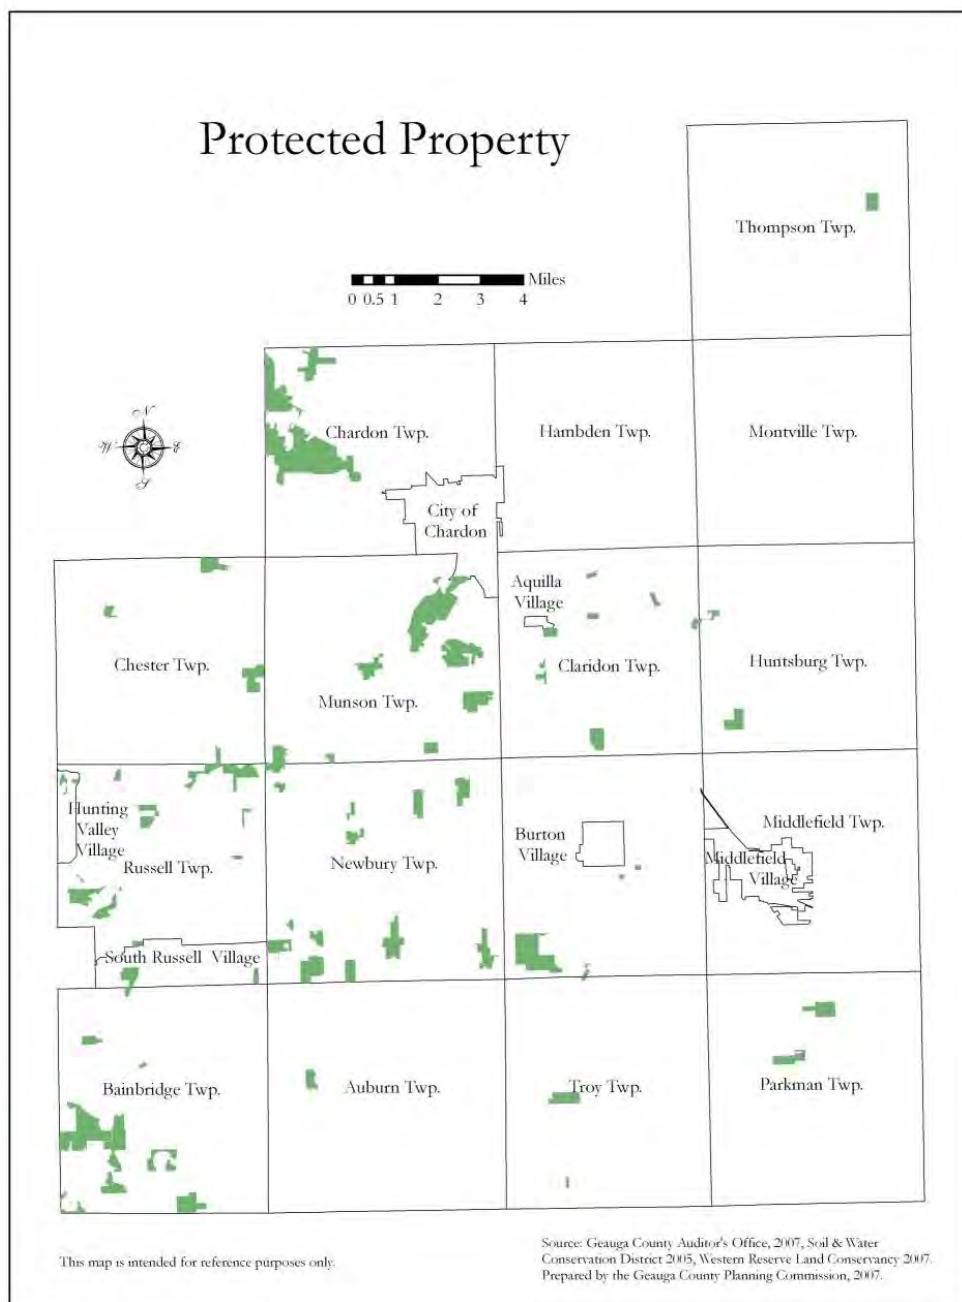 Protected Property
Thompson Twp.
Miles
0 0.5 1 2 3 4
N
W E
S
Chardon Twp.
Hambden Twp.
Montville Twp.
City of
Chardon
Aquilla
Village
Chester Twp.
Munson Twp.
Claridon Twp.
Huntsburg Twp.
Hunting
Valley
Village
Russell Twp.
Newbury Twp.
Burton
Village
Middlefield Twp.
Middlefield
Village
South Russell Village
Bainbridge Twp.
Auburn Twp.
Troy Twp.
Parkman Twp.
This map is intended for reference purposes only.
Source: Geauga County Auditor's Office, 2007, Soil & Water
Conservation District 2005, Western Reserve Land Conservancy 2007.
Prepared by the Geauga County Planning Commission, 2007.